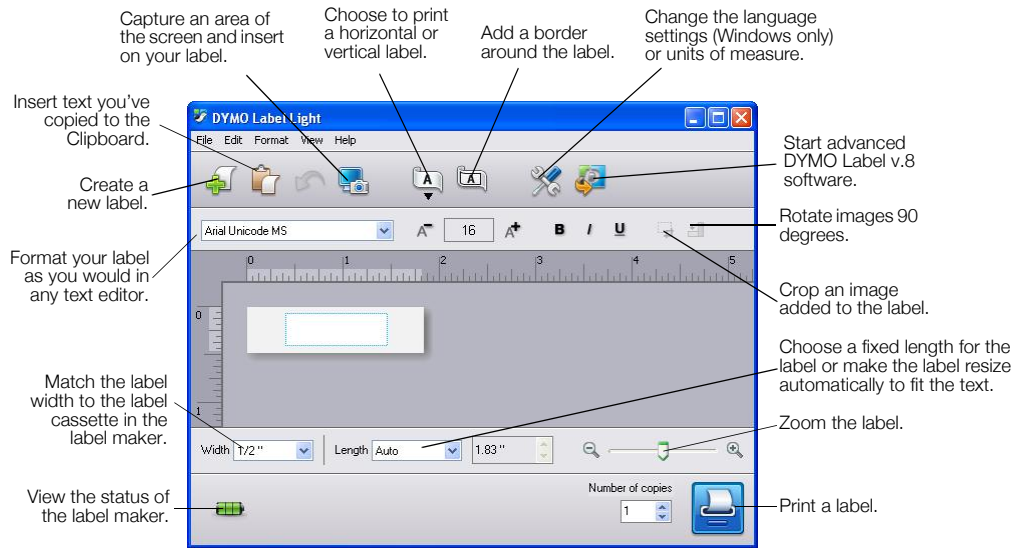 Capture an area of
the screen and insert
on your label.
Choose to print
a horizontal or
vertical label.
Add a border
around the label.
Change the language
settings (Windows only)
or units of measure.
Insert text you've
copied to the
Clipboard.
Create a
new label.
Format your label
as you would in
any text editor.
Match the label
width to the label
cassette in the
label maker.
View the status of
the label maker.
DYMO Label Light
File Edit Format View Help
A A
Arial Unicode MS A 16 A B I U
0 1 2 3 4 5
0
1
Width 1/2 " Length Auto 1.83 "
Number of copies
1
Start advanced
DYMO Label v.8
software.
Rotate images 90
degrees.
Crop an image
added to the label.
Choose a fixed length for the
label or make the label resize
automatically to fit the text.
Zoom the label.
Print a label.